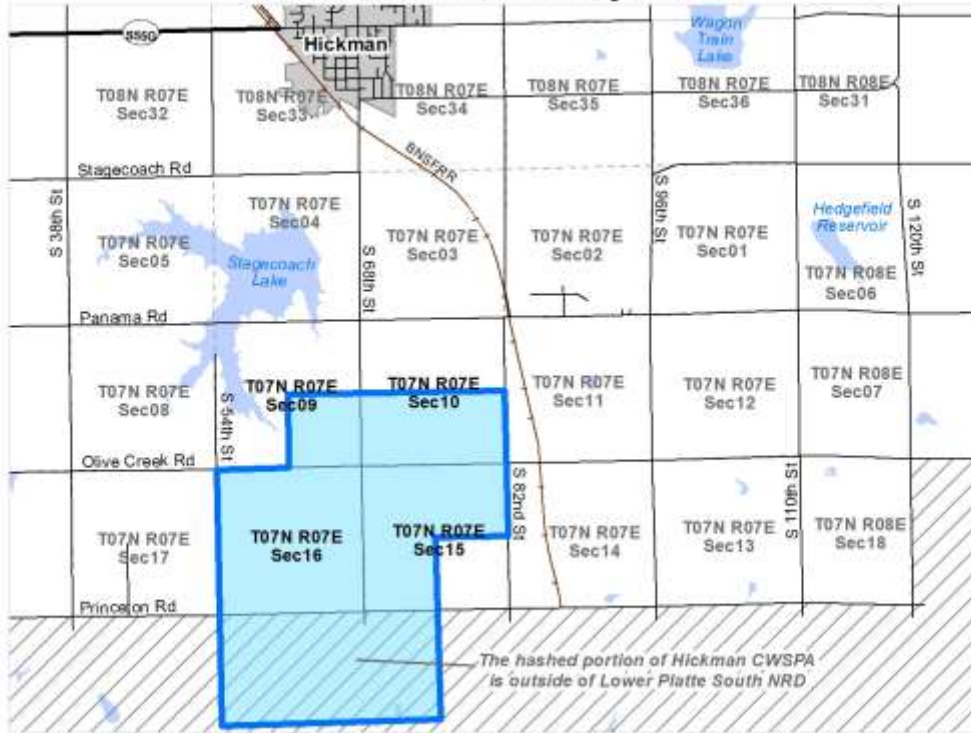 S55G
Hickman
Wagon
Train
Lake
T08N R07E
Sec32
T08N R07E
Sec33
T08N R07E
Sec34
T08N R07E
Sec35
T08N R07E
Sec36
T08N R08E
Sec31
Stagecoach Rd
BNSFRR
S 38th St
T07N R07E
Sec05
T07N R07E
Sec04
Stagecoach
Lake
S 68th St
T07N R07E
Sec03
T07N R07E
Sec02
S 96th St
T07N R07E
Sec01
Hedgefield
Reservoir
T07N R08E
Sec06
S 120th St
Panama Rd
T07N R07E
Sec08
S 54th St
T07N R07E
Sec09
T07N R07E
Sec10
T07N R07E
Sec11
T07N R07E
Sec12
T07N R08E
Sec07
Olive Creek Rd
T07N R07E
Sec17
T07N R07E
Sec16
T07N R07E
Sec15
S 82nd St
T07N R07E
Sec14
T07N R07E
Sec13
S 110th St
T07N R08E
Sec18
Princeton Rd
The hashed portion of Hickman CWSPA
is outside of Lower Platte South NRD